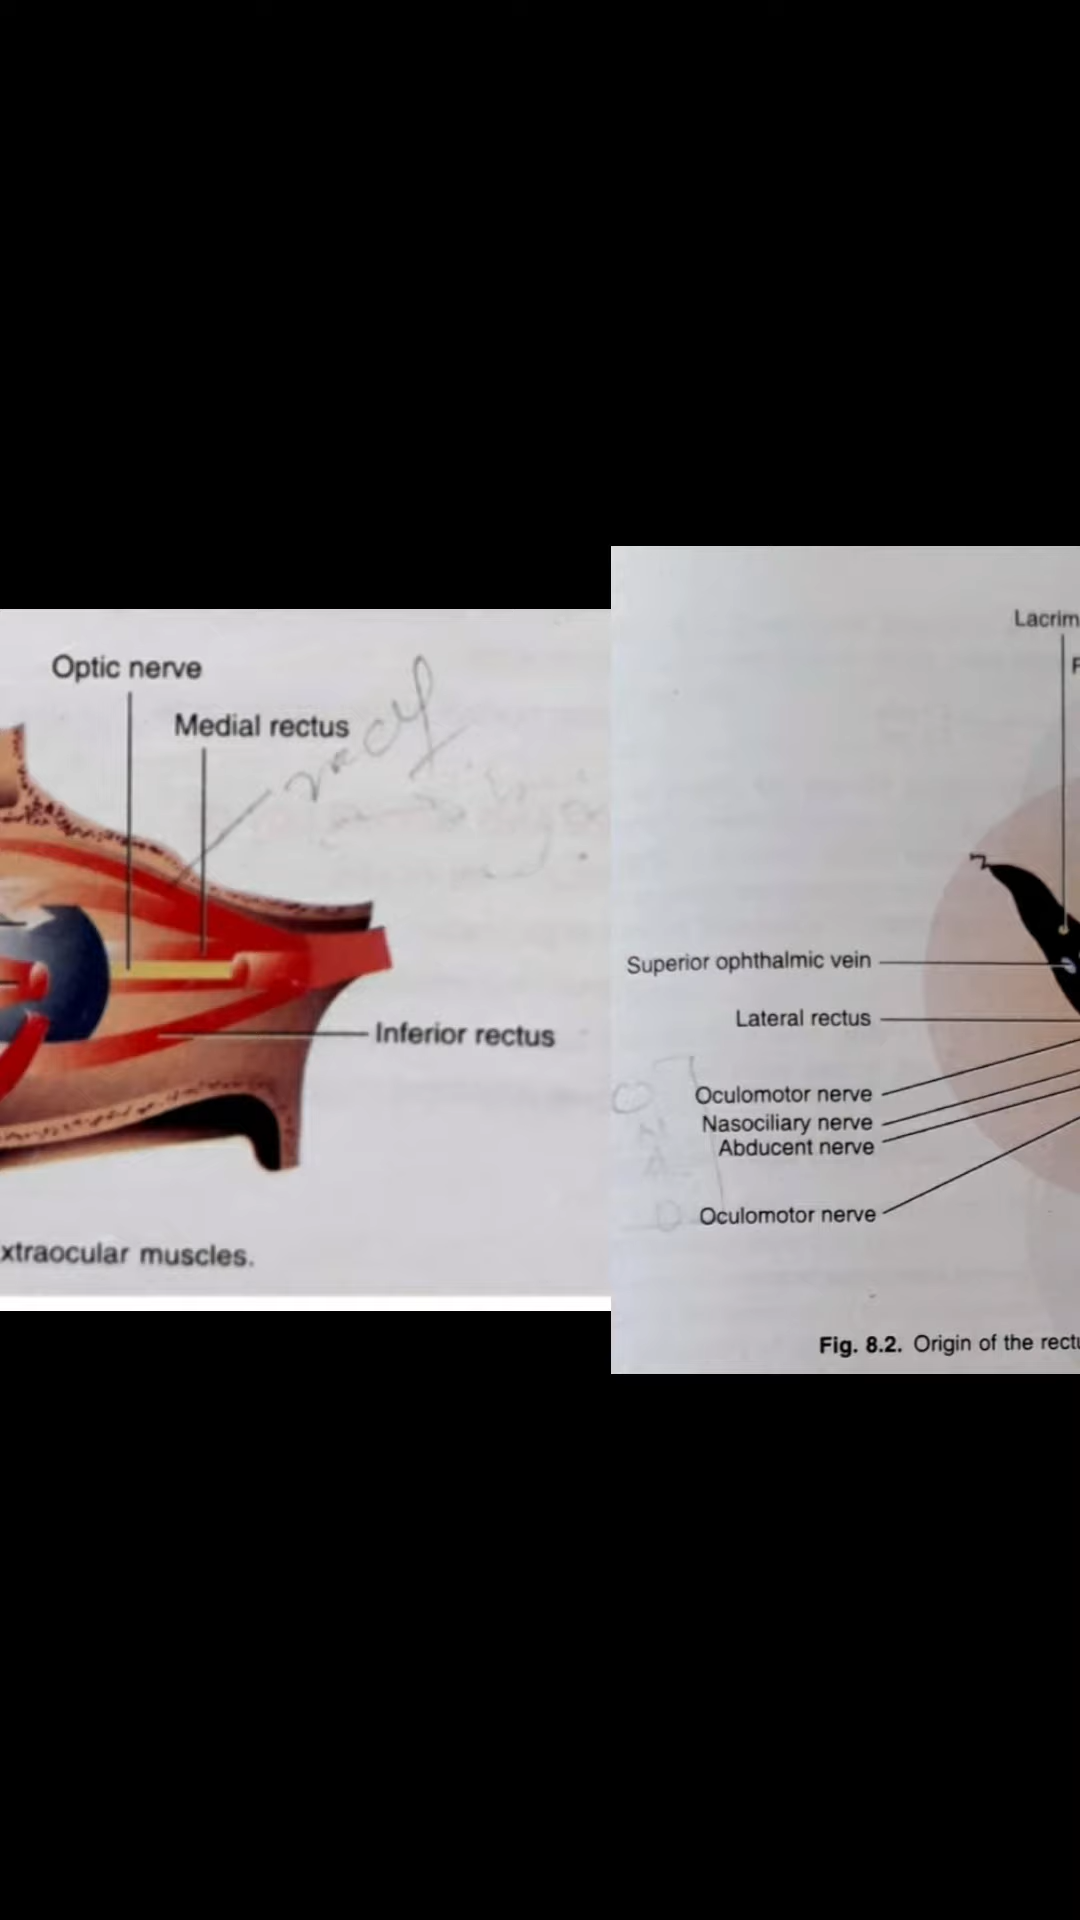 Optic nerve
Medial rectus
Inferior rectus
xtraocular muscles.
Lacrim
Superior ophthalmic vein
Lateral rectus
Oculomotor nerve
Nasociliary nerve
Abducent nerve
Oculomotor nerve
Fig. 8.2. Origin of the rectu